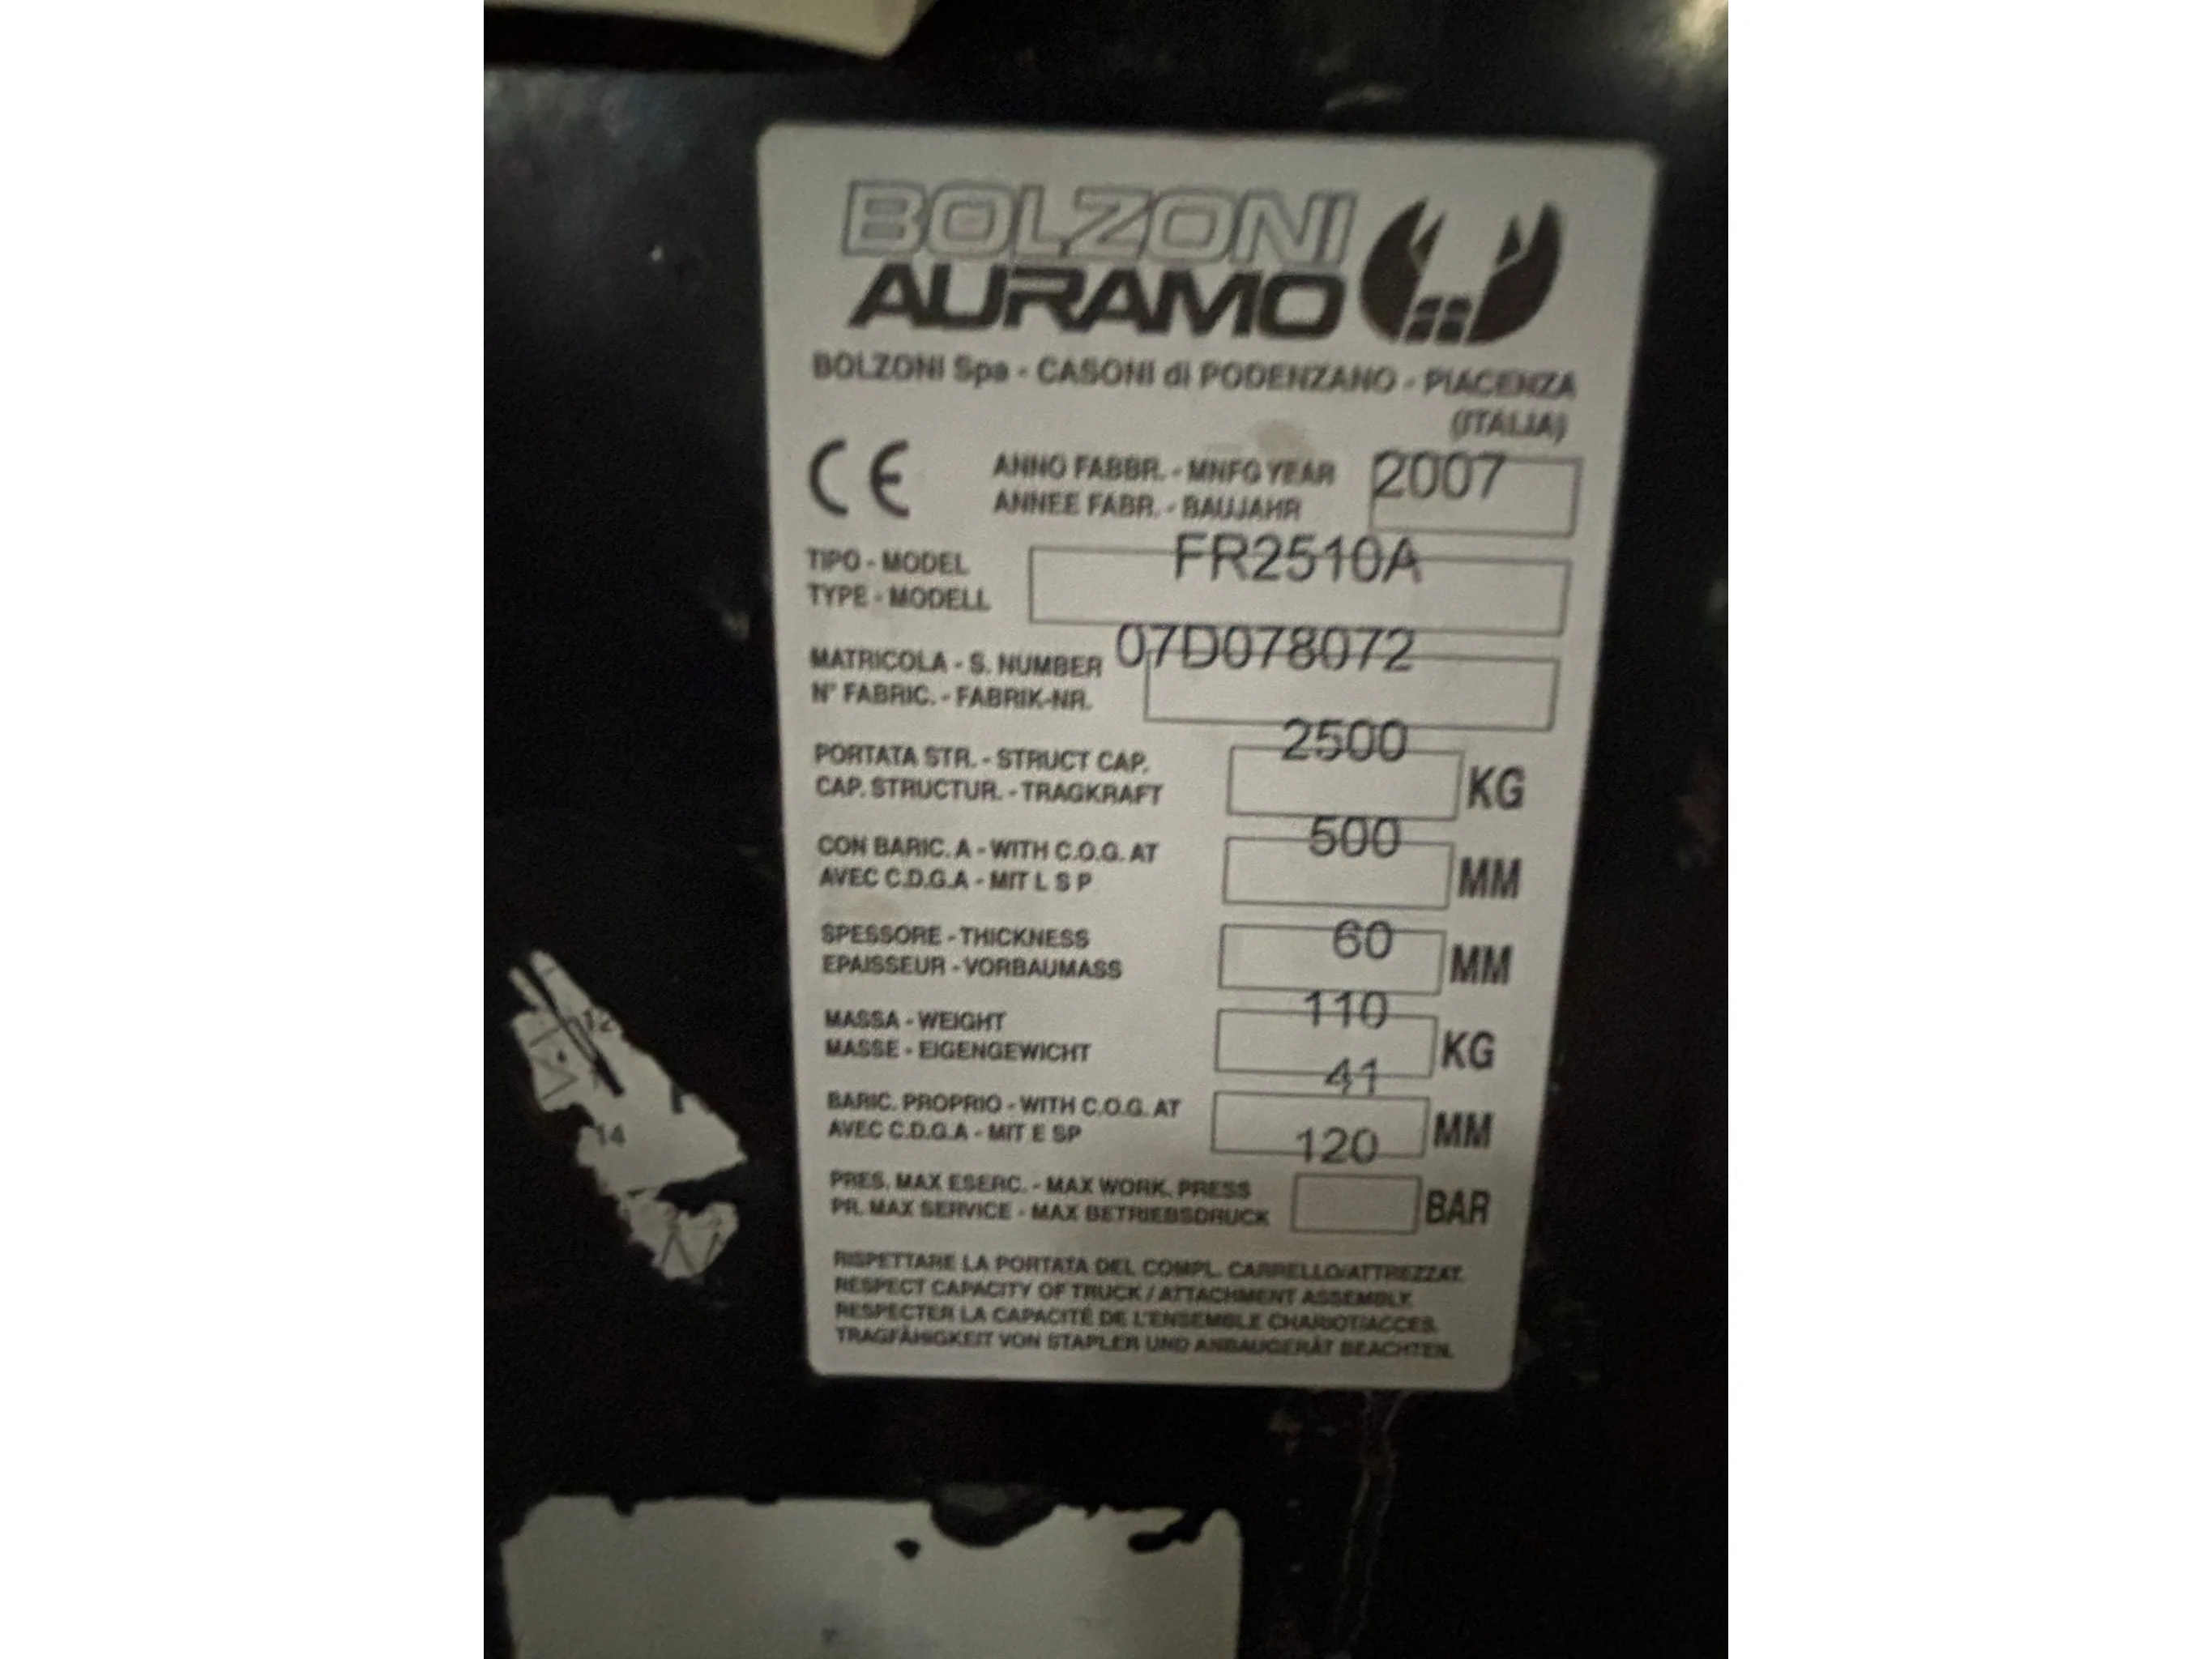 BOLZONI
AURAMO
BOLZONI Spa - CASONI di PODENZANO - PIACENZA
(ITALIA)
CE
ANNO FABBR. - MNFG YEAR
ANNEE FABR. - BAUJAHR
2007
TIPO - MODEL
TYPE - MODELL
FR2510A
MATRICOLA - S. NUMBER
N° FABRIC. - FABRIK-NR.
07D078072
PORTATA STR. - STRUCT CAP.
CAP. STRUCTUR. - TRAGKRAFT
2500 KG
CON BARIC. A - WITH C.O.G. AT
AVEC C.D.G.A - MIT L S P
500 MM
SPESSORE - THICKNESS
EPAISSEUR - VORBAUMASS
60 MM
MASSA - WEIGHT
MASSE - EIGENGEWICHT
110 KG
BARIC. PROPRIO - WITH C.O.G. AT
AVEC C.D.G.A - MIT E SP
41 MM
PRES. MAX ESERC. - MAX WORK. PRESS
PR. MAX SERVICE - MAX BETRIEBSDRUCK
120 BAR
RISPETTARE LA PORTATA DEL COMPL. CARRELLO/ATTREZZAT.
RESPECT CAPACITY OF TRUCK / ATTACHMENT ASSEMBLY.
RESPECTER LA CAPACITÉ DE L'ENSEMBLE CHARIOT/ACCES.
TRAGFÄHIGKEIT VON STAPLER UND ANBAUGERÄT BEACHTEN.
12
14